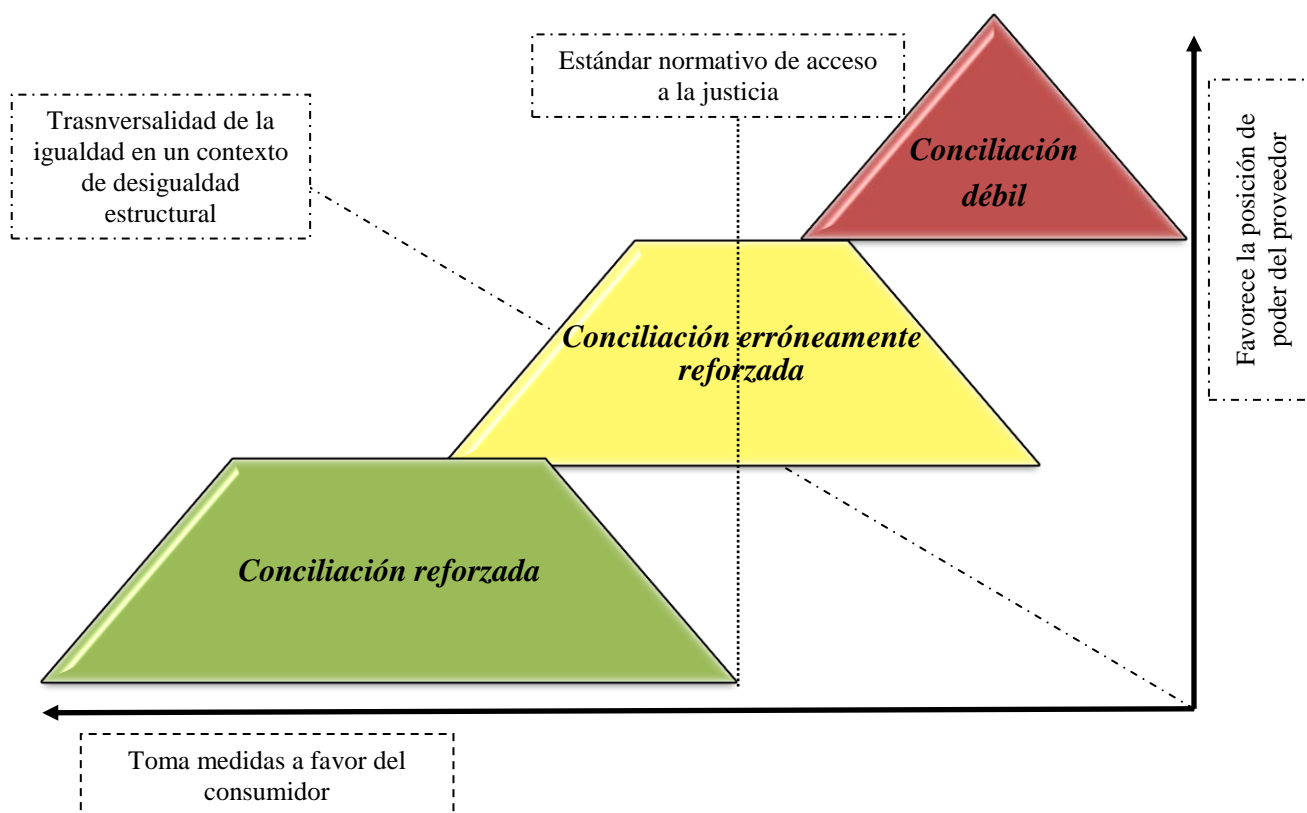 Estándar normativo de acceso
a la justicia
Trasnversalidad de la
igualdad en un contexto
de desigualdad
estructural
Conciliación
débil
Favorece la posición de
poder del proveedor
Conciliación erróneamente
reforzada
Conciliación reforzada
Toma medidas a favor del
consumidor